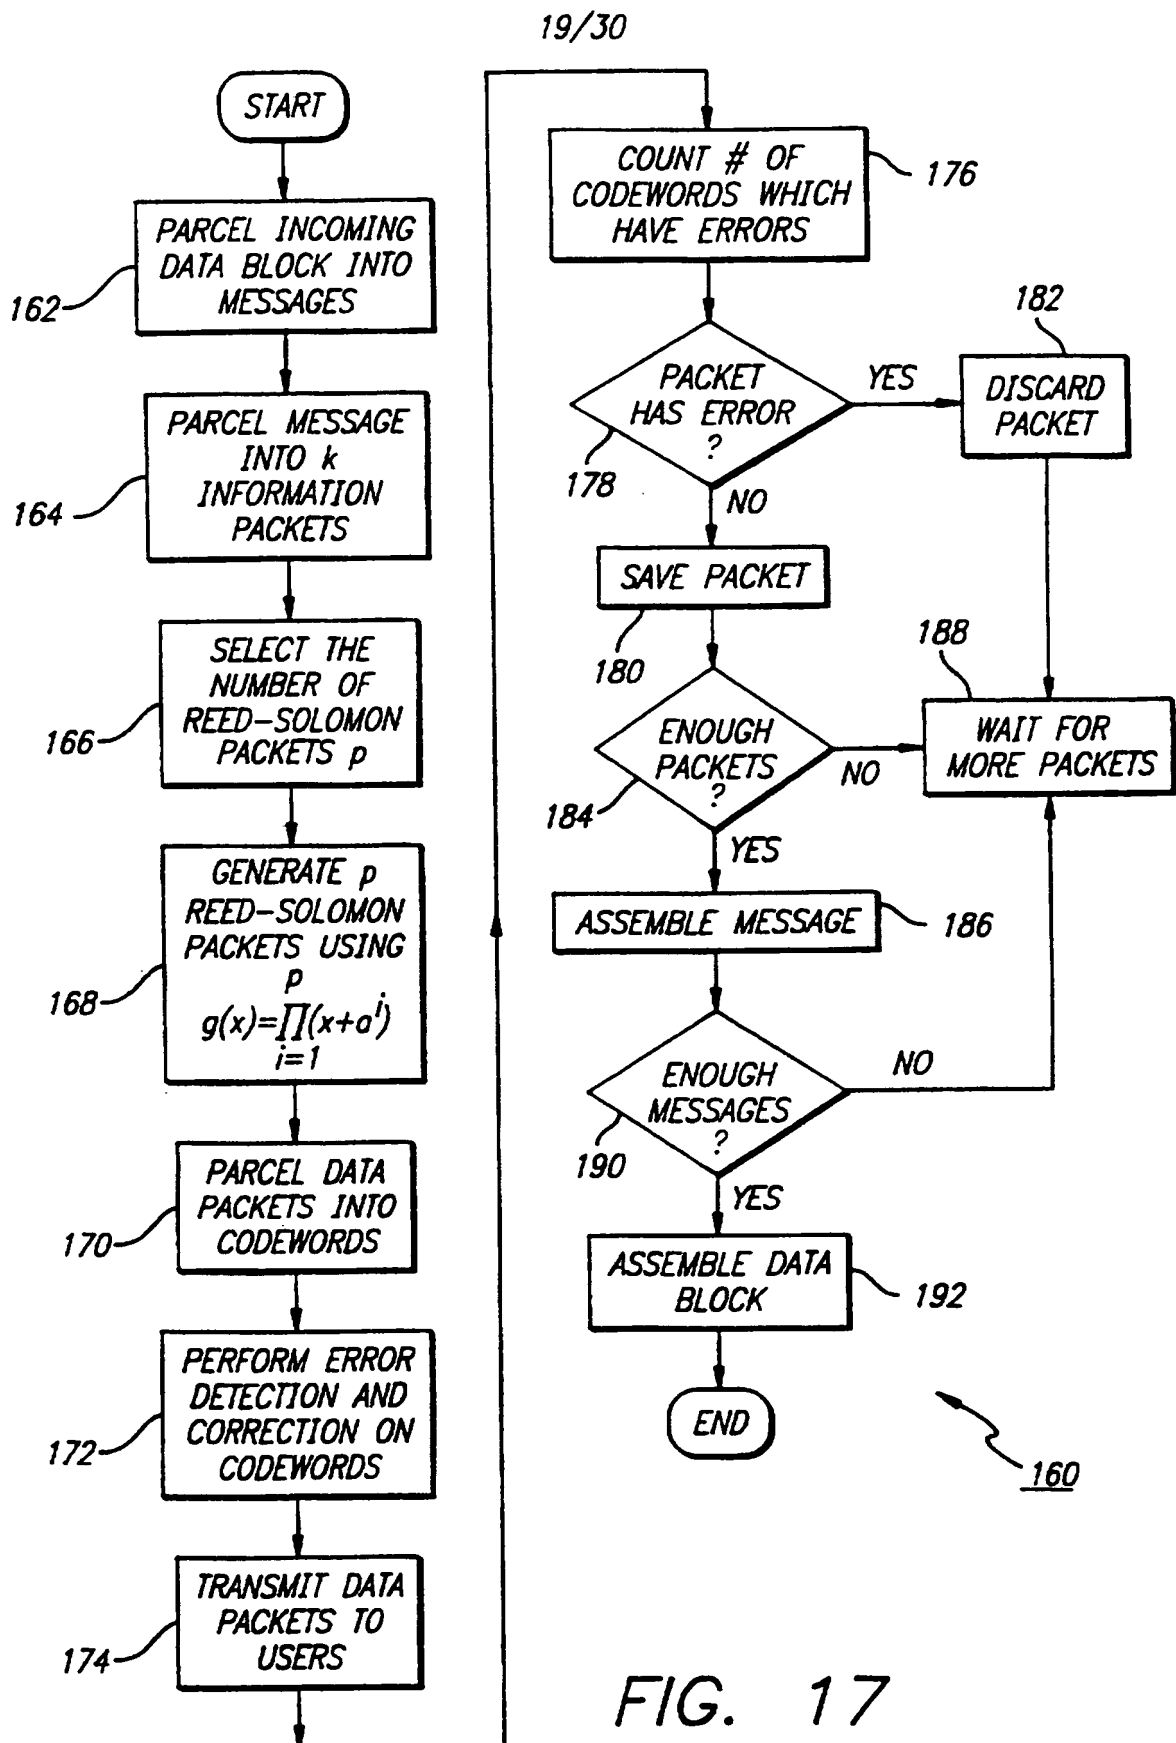 19/30
START
PARCEL INCOMING
DATA BLOCK INTO
MESSAGES
162
PARCEL MESSAGE
INTO k
INFORMATION
PACKETS
164
SELECT THE
NUMBER OF
REED-SOLOMON
PACKETS p
166
GENERATE p
REED-SOLOMON
PACKETS USING
p
g(x)=∏(x+a^i)
i=1
168
PARCEL DATA
PACKETS INTO
CODEWORDS
170
PERFORM ERROR
DETECTION AND
CORRECTION ON
CODEWORDS
172
TRANSMIT DATA
PACKETS TO
USERS
174
COUNT # OF
CODEWORDS WHICH
HAVE ERRORS
176
PACKET
HAS ERROR
?
178
YES
182
DISCARD
PACKET
NO
SAVE PACKET
180
ENOUGH
PACKETS
?
184
NO
188
WAIT FOR
MORE PACKETS
YES
ASSEMBLE MESSAGE
186
ENOUGH
MESSAGES
?
190
NO
YES
ASSEMBLE DATA
BLOCK
192
END
160
FIG. 17